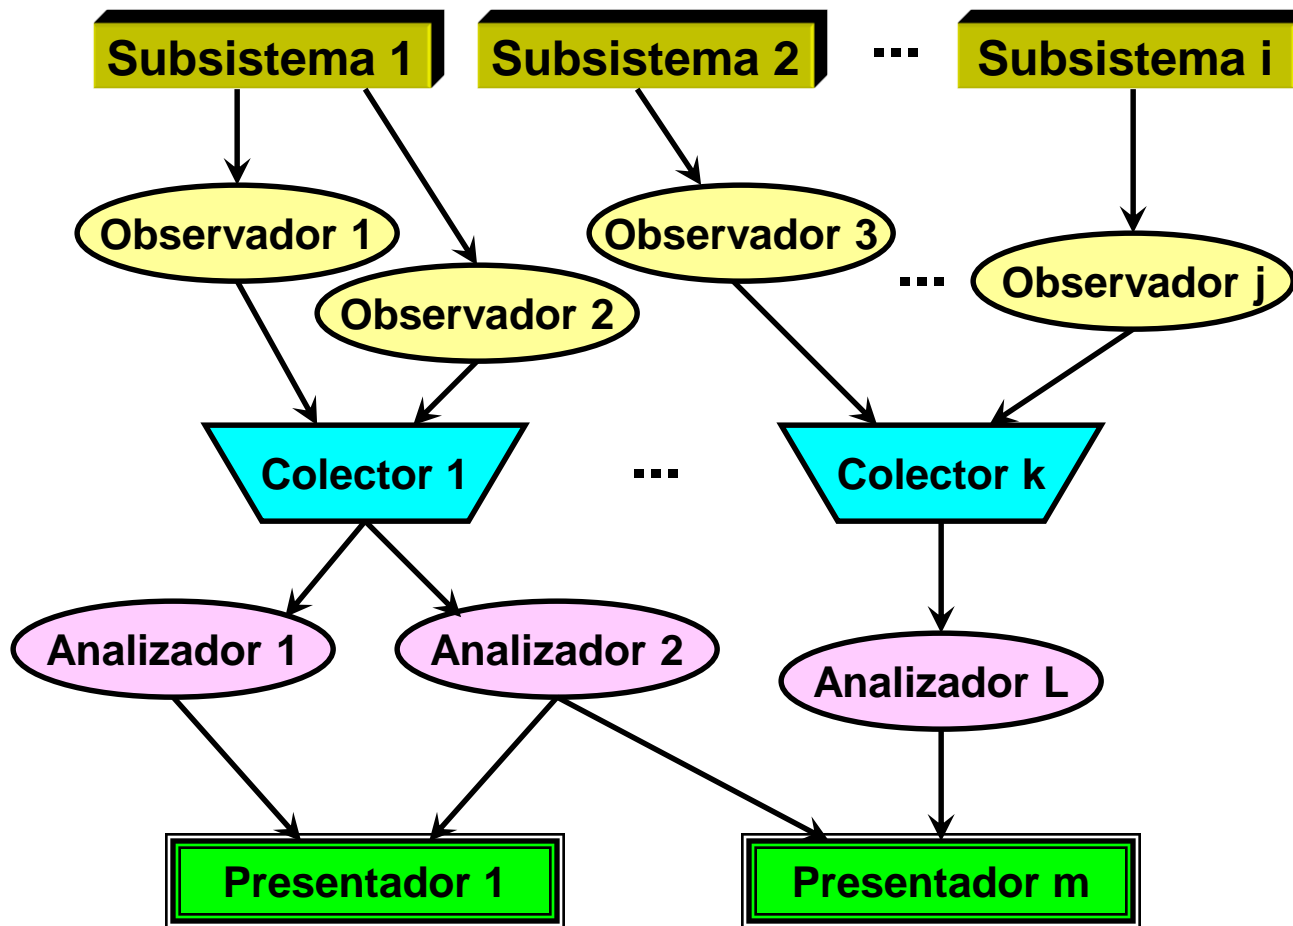 Subsistema 1
Subsistema 2
...
Subsistema i
Observador 1
Observador 3
Observador 2
...
Observador j
Colector 1
...
Colector k
Analizador 1
Analizador 2
Analizador L
Presentador 1
Presentador m